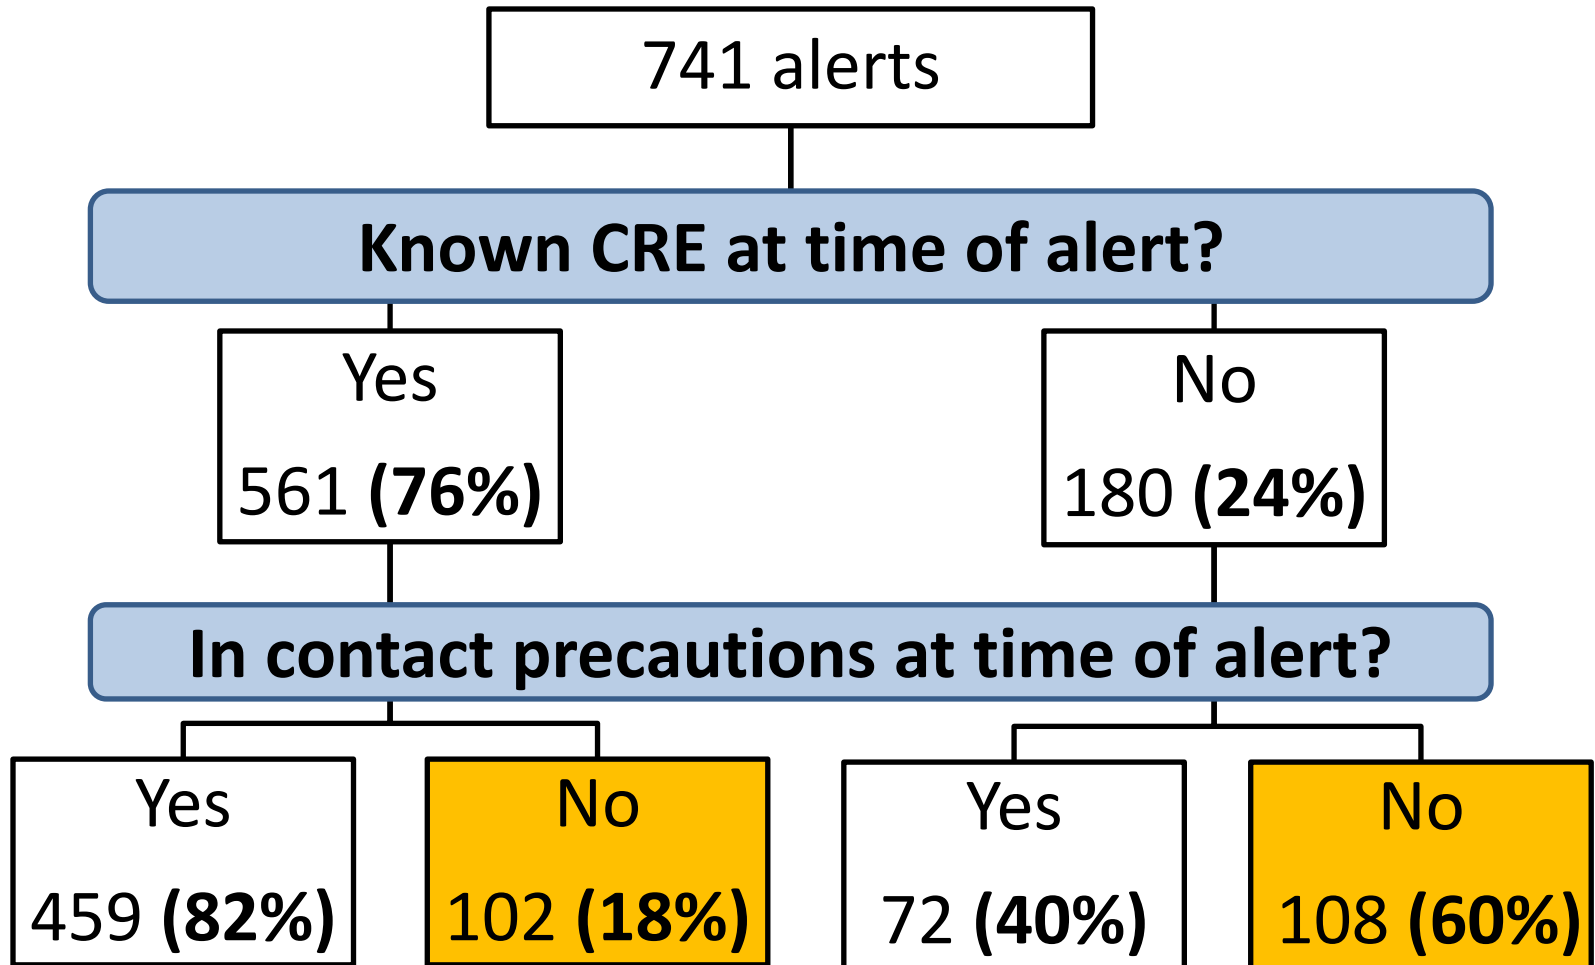 741 alerts
Known CRE at time of alert?
Yes
561 (76%)
No
180 (24%)
In contact precautions at time of alert?
Yes
459 (82%)
No
102 (18%)
Yes
72 (40%)
No
108 (60%)